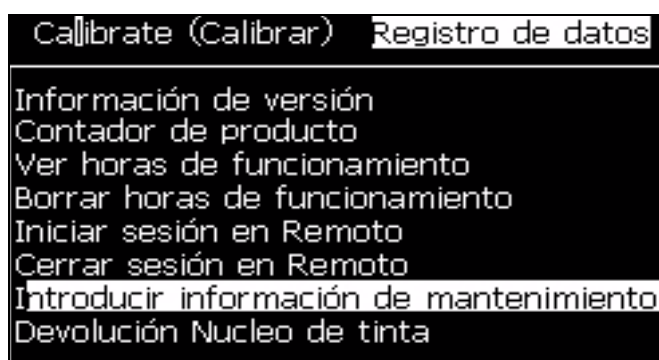 Calibrate (Calibrar) Registro de datos
Información de versión
Contador de producto
Ver horas de funcionamiento
Borrar horas de funcionamiento
Iniciar sesión en Remoto
Cerrar sesión en Remoto
Introducir información de mantenimiento
Devolución Nucleo de tinta